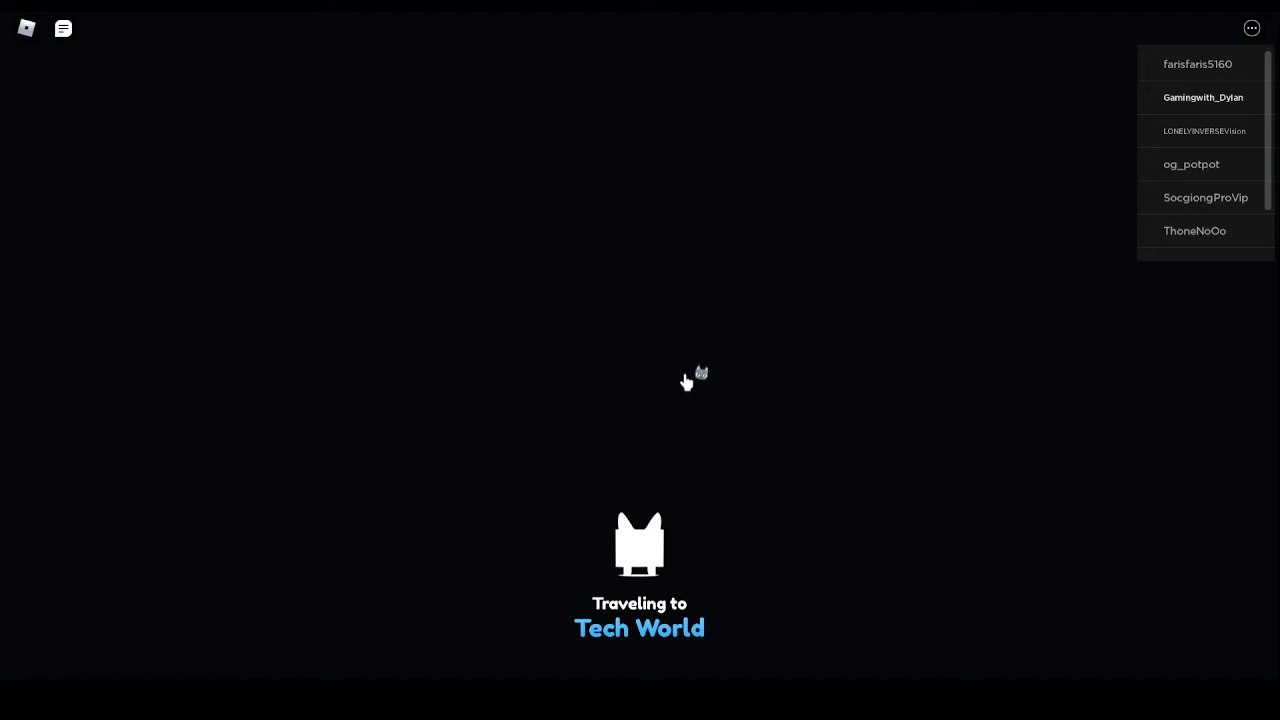 farisfaris5160
Gamingwith_Dylan
LONELYINVERSEVision
og_potpot
SocgiongProVip
ThoneNoOo
Traveling to
Tech World